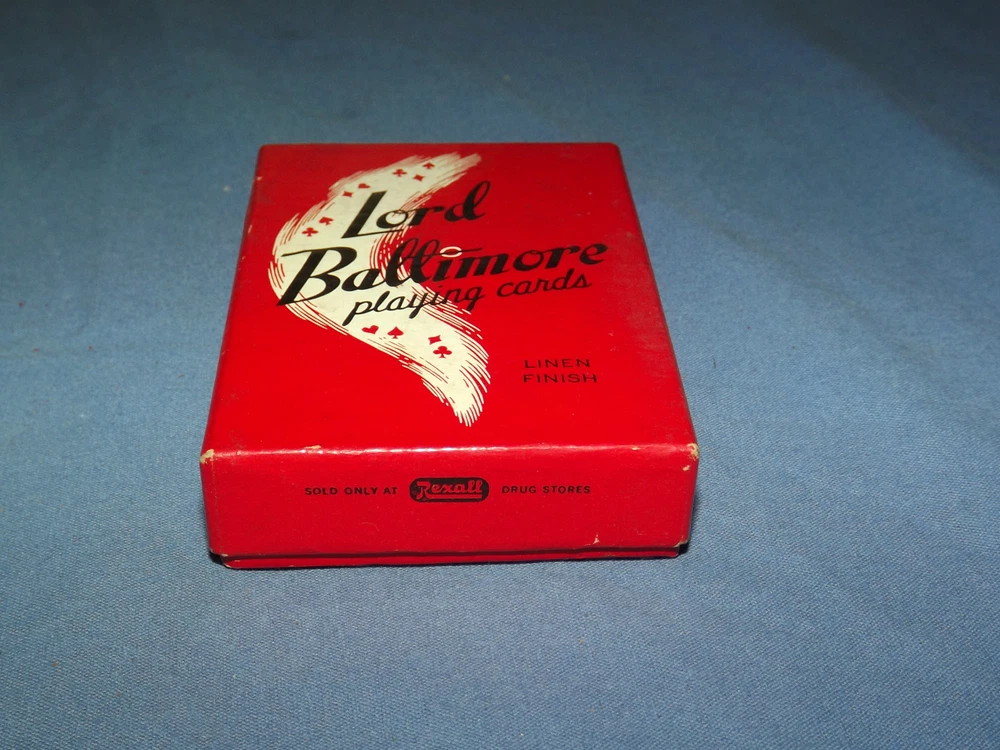 Lord
Baltimore
playing cards
LINEN
FINISH
SOLD ONLY AT Rexall DRUG STORES